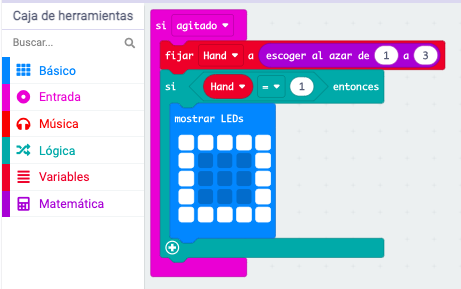 Caja de herramientas
Buscar...
Básico
Entrada
Música
Lógica
Variables
Matemática
si agitado
fijar Hand a escoger al azar de 1 a 3
si Hand = 1 entonces
mostrar LEDs